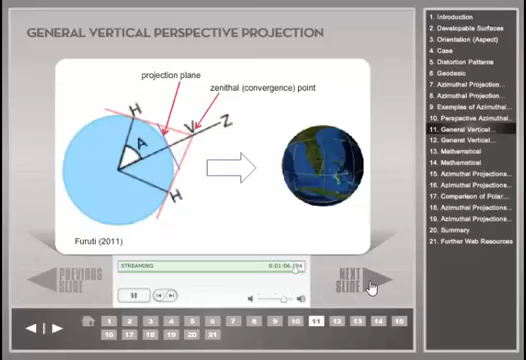 GENERAL VERTICAL PERSPECTIVE PROJECTION
projection plane
zenithal (convergence) point
H
A
V
Z
H
Furuti (2011)
PREVIOUS
SLIDE
STREAMING
NEXT
SLIDE
1
2
3
4
5
6
7
8
9
10
11
12
13
14
15
16
17
18
19
20
21
1. Introduction
2. Developable Surfaces
3. Orientation (Aspect)
4. Case
5. Distortion Patterns
6. Geodesic
7. Azimuthal Projection...
8. Azimuthal Projection...
9. Examples of Azimuthal...
10. Perspective Azimuthal...
11. General Vertical...
12. General Vertical...
13. Mathematical
14. Mathematical
15. Azimuthal Projections...
16. Azimuthal Projections...
17. Comparison of Polar...
18. Azimuthal Projections...
19. Azimuthal Projections...
20. Summary
21. Further Web Resources